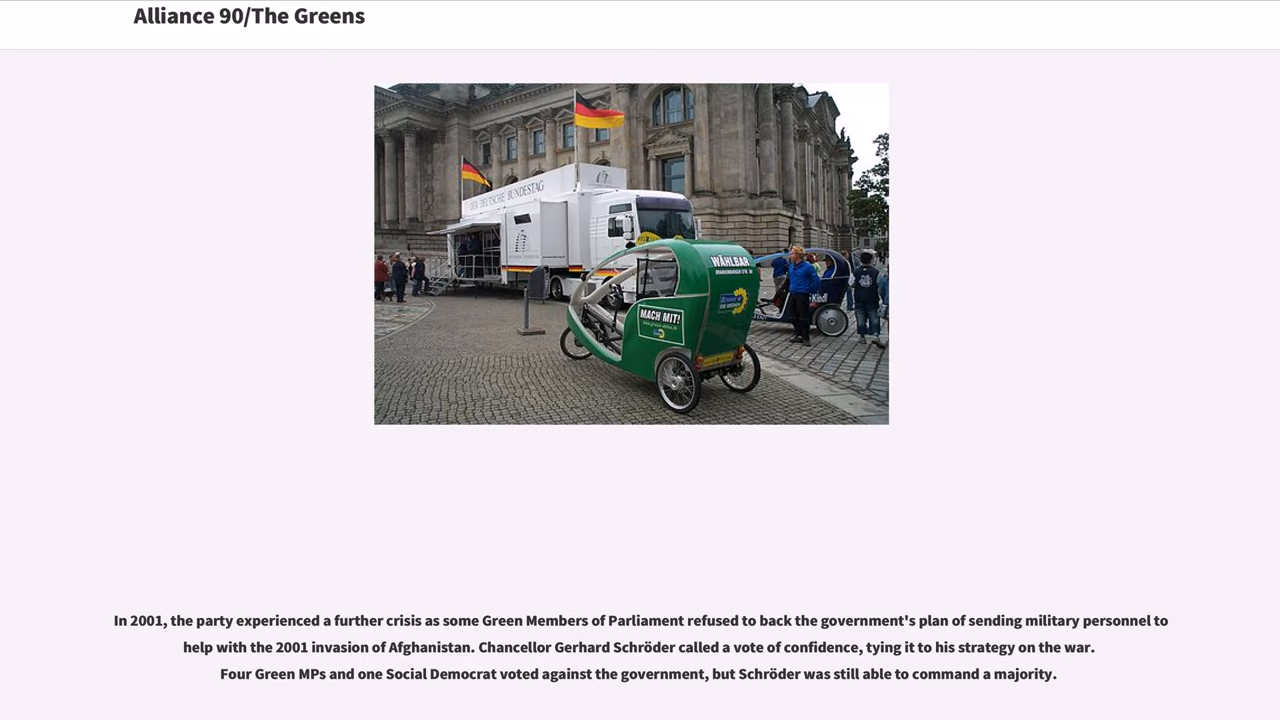 Alliance 90/The Greens
DER DEUTSCHE BUNDESTAG
WÄHLBAR
MACH MIT!
Kindl
In 2001, the party experienced a further crisis as some Green Members of Parliament refused to back the government's plan of sending military personnel to
help with the 2001 invasion of Afghanistan. Chancellor Gerhard Schröder called a vote of confidence, tying it to his strategy on the war.
Four Green MPs and one Social Democrat voted against the government, but Schröder was still able to command a majority.